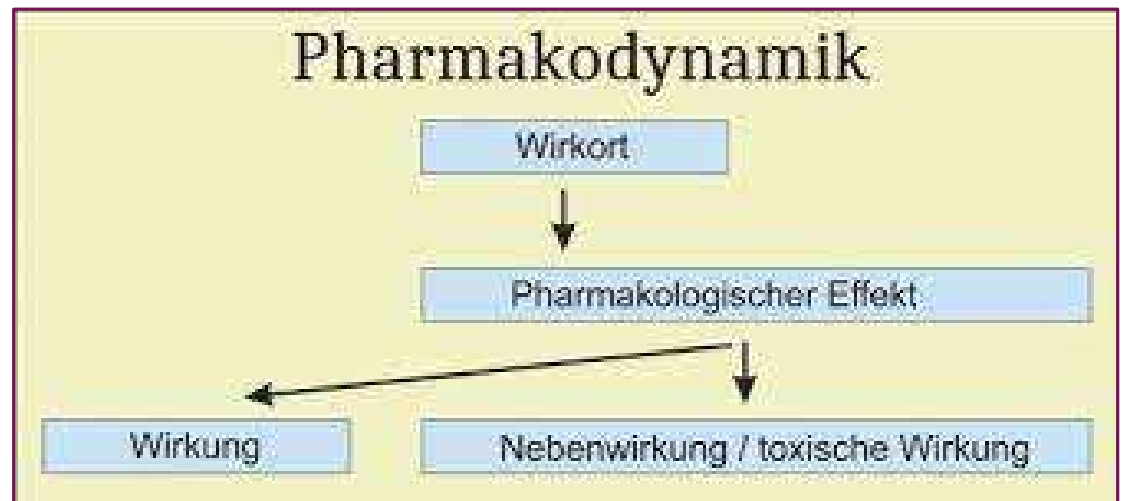 Pharmakodynamik
Wirkort
Pharmakologischer Effekt
Wirkung
Nebenwirkung / toxische Wirkung